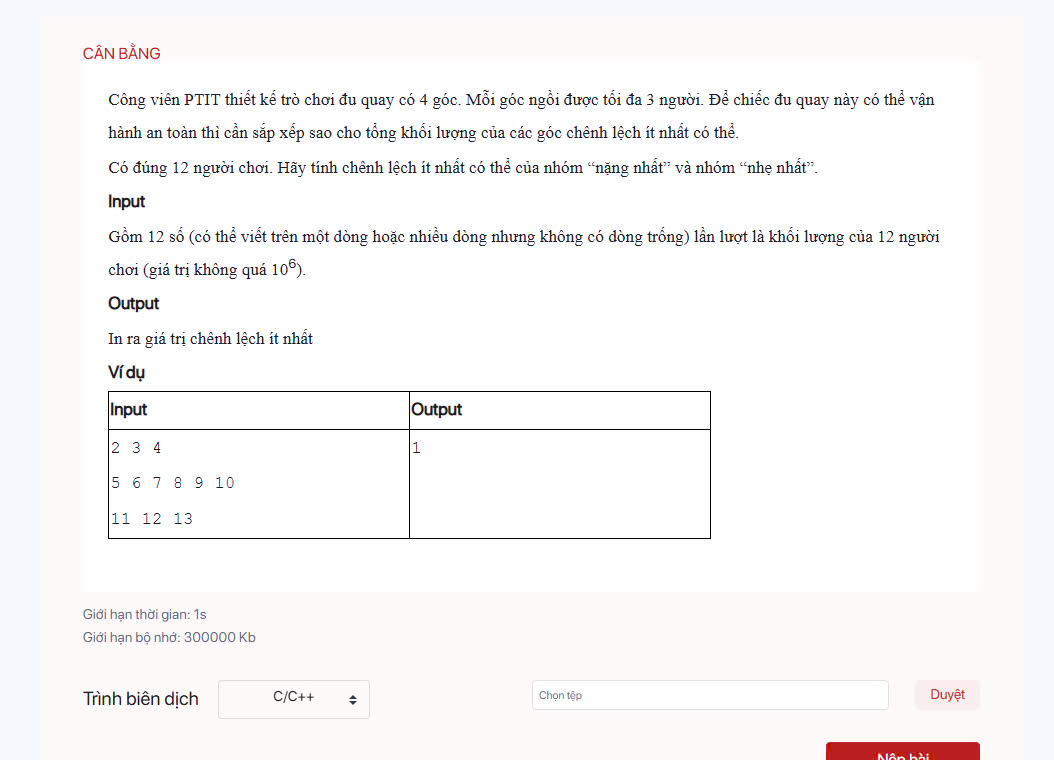 CÂN BẰNG
Công viên PTIT thiết kế trò chơi đu quay có 4 góc. Mỗi góc ngồi được tối đa 3 người. Để chiếc đu quay này có thể vận
hành an toàn thì cần sắp xếp sao cho tổng khối lượng của các góc chênh lệch ít nhất có thể.
Có đúng 12 người chơi. Hãy tính chênh lệch ít nhất có thể của nhóm “nặng nhất” và nhóm “nhẹ nhất”.
Input
Gồm 12 số (có thể viết trên một dòng hoặc nhiều dòng nhưng không có dòng trống) lần lượt là khối lượng của 12 người
chơi (giá trị không quá 10⁶).
Output
In ra giá trị chênh lệch ít nhất
Ví dụ
Input Output
2 3 4 1
5 6 7 8 9 10
11 12 13
Giới hạn thời gian: 1s
Giới hạn bộ nhớ: 300000 Kb
Trình biên dịch C/C++ Chọn tệp Duyệt